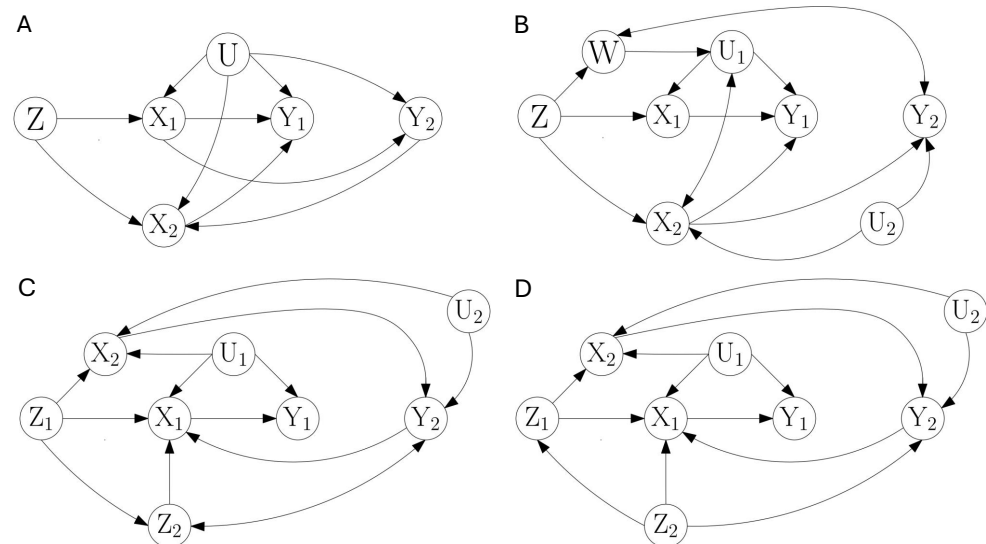 A
B
U
W
U₁
Z
X₁
Y₁
Y₂
Z
X₁
Y₁
Y₂
X₂
X₂
U₂
C
D
U₂
U₂
X₂
U₁
X₂
U₁
Z₁
X₁
Y₁
Y₂
Z₁
X₁
Y₁
Y₂
Z₂
Z₂